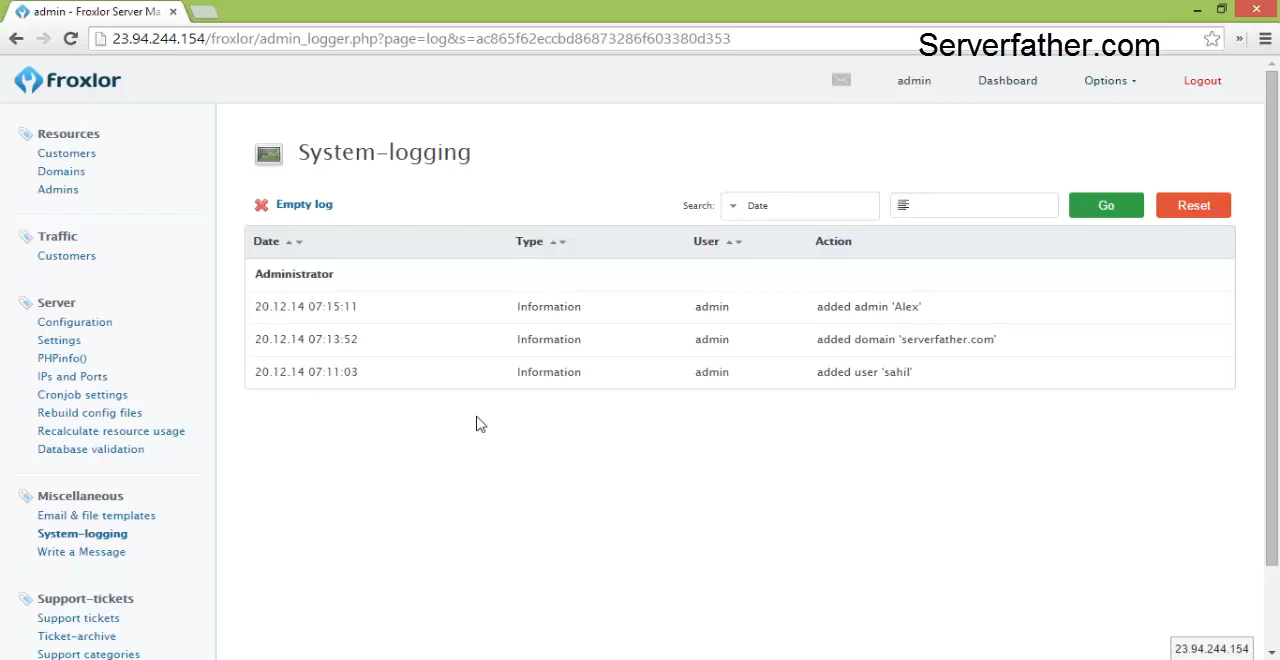 admin - Froxlor Server Ma
23.94.244.154/froxlor/admin_logger.php?page=log&s=ac865f62eccbd86873286f603380d353
Serverfather.com
froxlor
admin
Dashboard
Options
Logout
Resources
Customers
Domains
Admins
Traffic
Customers
Server
Configuration
Settings
PHPinfo()
IPs and Ports
Cronjob settings
Rebuild config files
Recalculate resource usage
Database validation
Miscellaneous
Email & file templates
System-logging
Write a Message
Support-tickets
Support tickets
Ticket-archive
Support categories
System-logging
Empty log
Search: Date Go Reset
Date Type User Action
Administrator
20.12.14 07:15:11 Information admin added admin 'Alex'
20.12.14 07:13:52 Information admin added domain 'serverfather.com'
20.12.14 07:11:03 Information admin added user 'sahil'
23.94.244.154